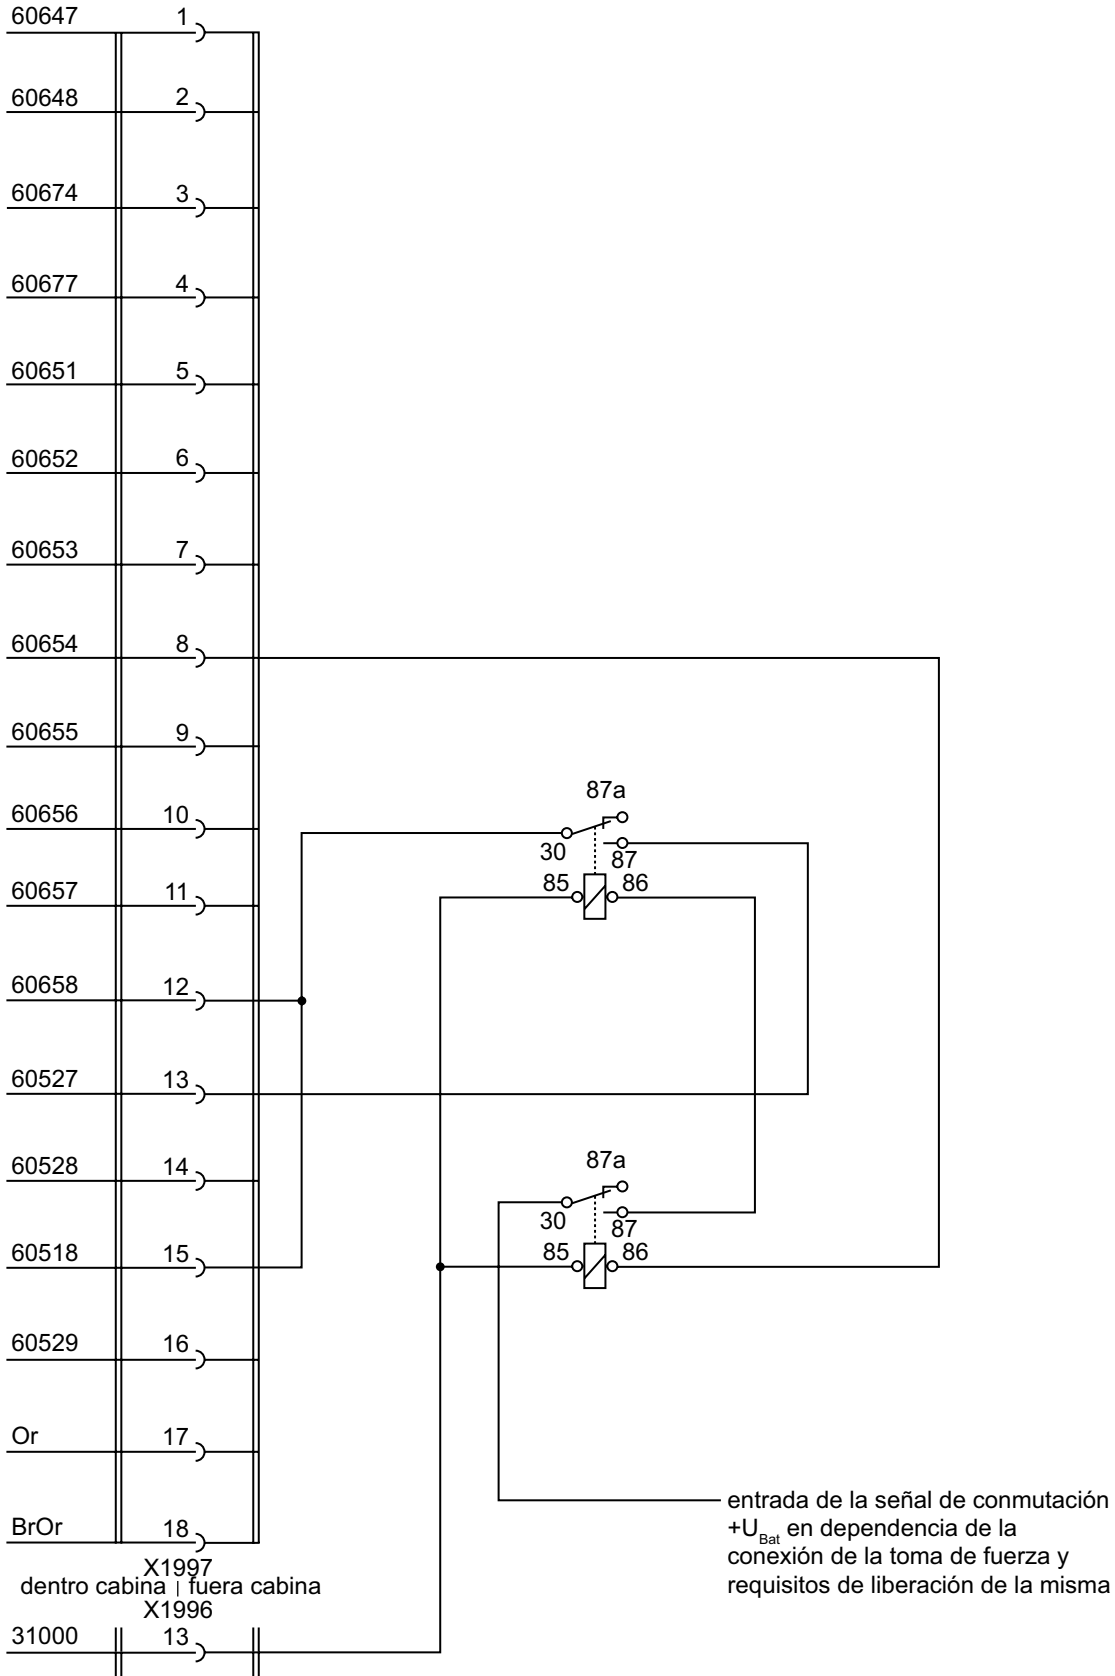 60647 1
60648 2
60674 3
60677 4
60651 5
60652 6
60653 7
60654 8
60655 9
87a
60656 10
30
87
60657 11
85 86
60658 12
60527 13
87a
60528 14
30
87
60518 15
85 86
60529 16
Or 17
entrada de la señal de conmutación
BrOr 18
+UBat en dependencia de la
conexión de la toma de fuerza y
requisitos de liberación de la misma
X1997
dentro cabina | fuera cabina
X1996
31000 13